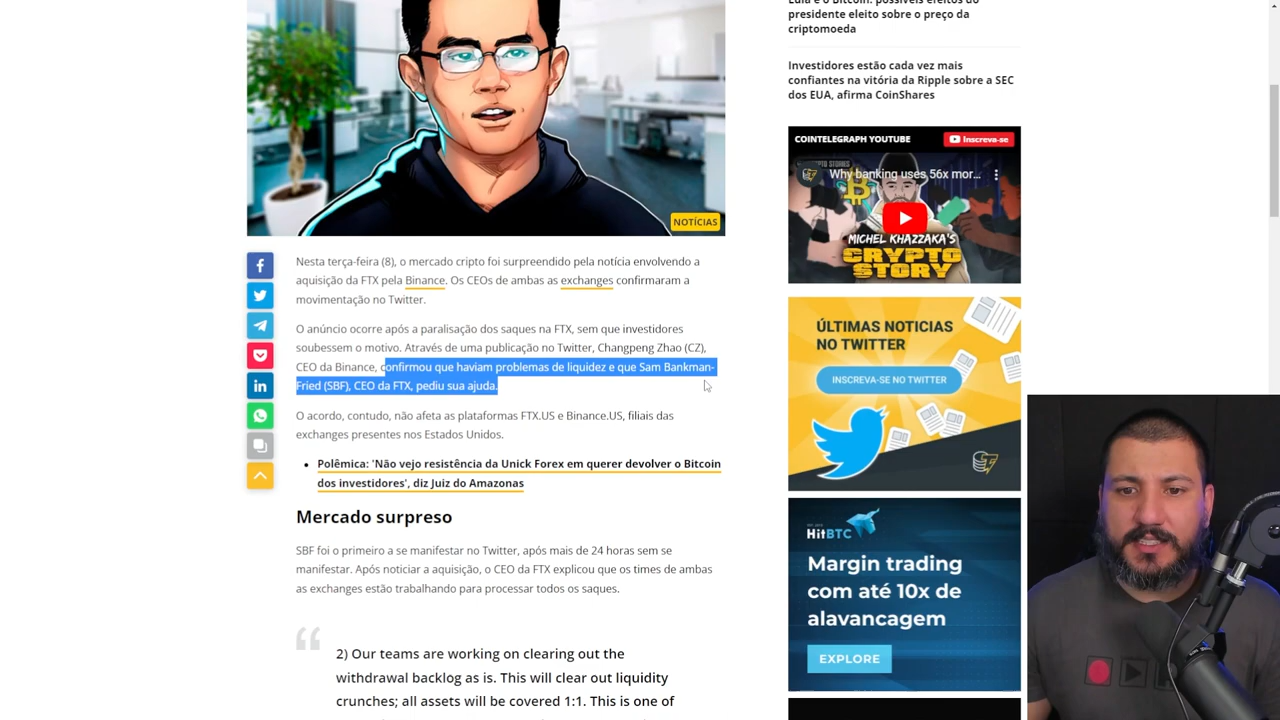 NOTÍCIAS
Nesta terça-feira (8), o mercado cripto foi surpreendido pela notícia envolvendo a
aquisição da FTX pela Binance. Os CEOs de ambas as exchanges confirmaram a
movimentação no Twitter.
O anúncio ocorre após a paralisação dos saques na FTX, sem que investidores
soubessem o motivo. Através de uma publicação no Twitter, Changpeng Zhao (CZ),
CEO da Binance, confirmou que haviam problemas de liquidez e que Sam Bankman-
Fried (SBF), CEO da FTX, pediu sua ajuda.
O acordo, contudo, não afeta as plataformas FTX.US e Binance.US, filiais das
exchanges presentes nos Estados Unidos.
Polêmica: 'Não vejo resistência da Unick Forex em querer devolver o Bitcoin
dos investidores', diz Juiz do Amazonas
Mercado surpreso
SBF foi o primeiro a se manifestar no Twitter, após mais de 24 horas sem se
manifestar. Após noticiar a aquisição, o CEO da FTX explicou que os times de ambas
as exchanges estão trabalhando para processar todos os saques.
2) Our teams are working on clearing out the
withdrawal backlog as is. This will clear out liquidity
crunches; all assets will be covered 1:1. This is one of
Lula e o Bitcoin: possíveis efeitos do
presidente eleito sobre o preço da
criptomoeda
Investidores estão cada vez mais
confiantes na vitória da Ripple sobre a SEC
dos EUA, afirma CoinShares
COINTELEGRAPH YOUTUBE
Inscreva-se
Why banking uses 56x mor...
MICHEL KHAZZAKA'S
CRYPTO
STORY
ÚLTIMAS NOTICIAS
NO TWITTER
INSCREVA-SE NO TWITTER
HitBTC
Margin trading
com até 10x de
alavancagem
EXPLORE